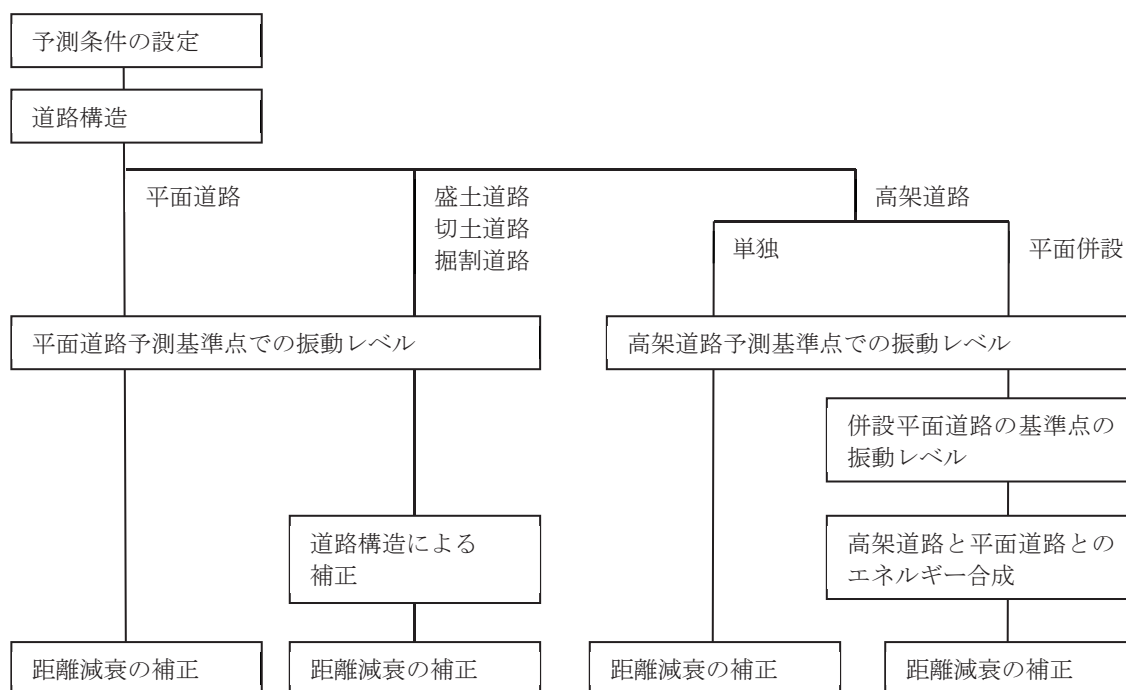 予測条件の設定
道路構造
平面道路
盛土道路
切土道路
掘割道路
高架道路
単独
平面併設
平面道路予測基準点での振動レベル
高架道路予測基準点での振動レベル
併設平面道路の基準点の
振動レベル
道路構造による
補正
高架道路と平面道路との
エネルギー合成
距離減衰の補正
距離減衰の補正
距離減衰の補正
距離減衰の補正